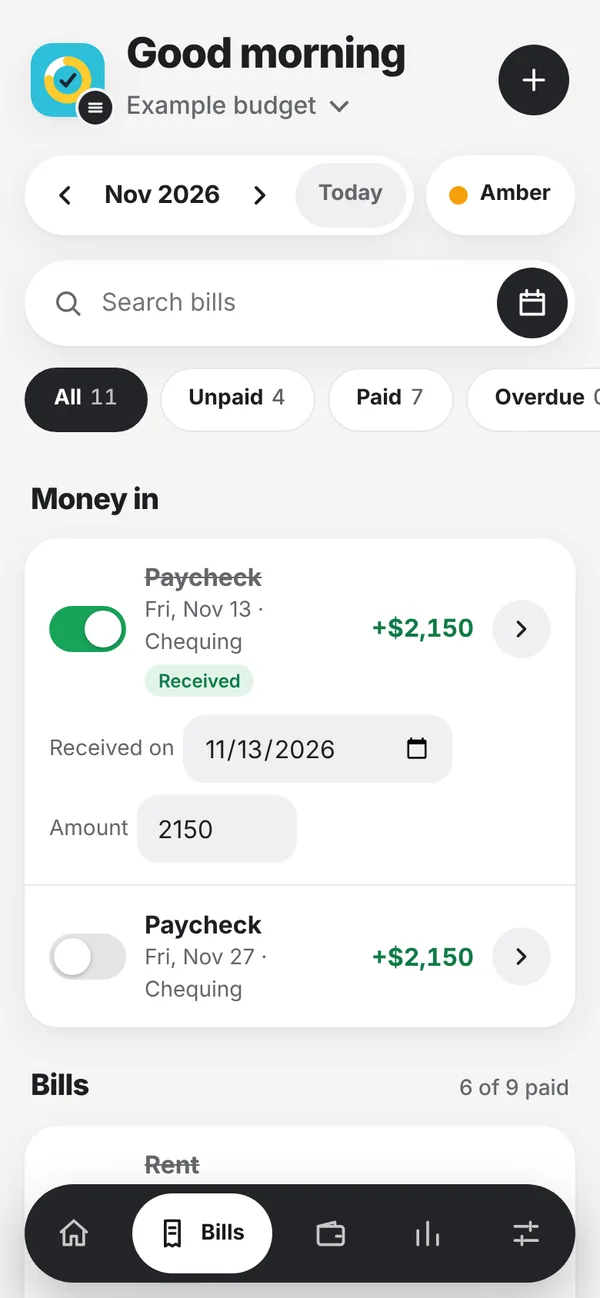 Good morning
Example budget
Nov 2026
Today
Amber
Search bills
All 11
Unpaid 4
Paid 7
Overdue
Money in
Paycheck
Fri, Nov 13 ·
Chequing
+$2,150
Received
Received on
11/13/2026
Amount
2150
Paycheck
Fri, Nov 27 ·
Chequing
+$2,150
Bills
6 of 9 paid
Rent
Bills